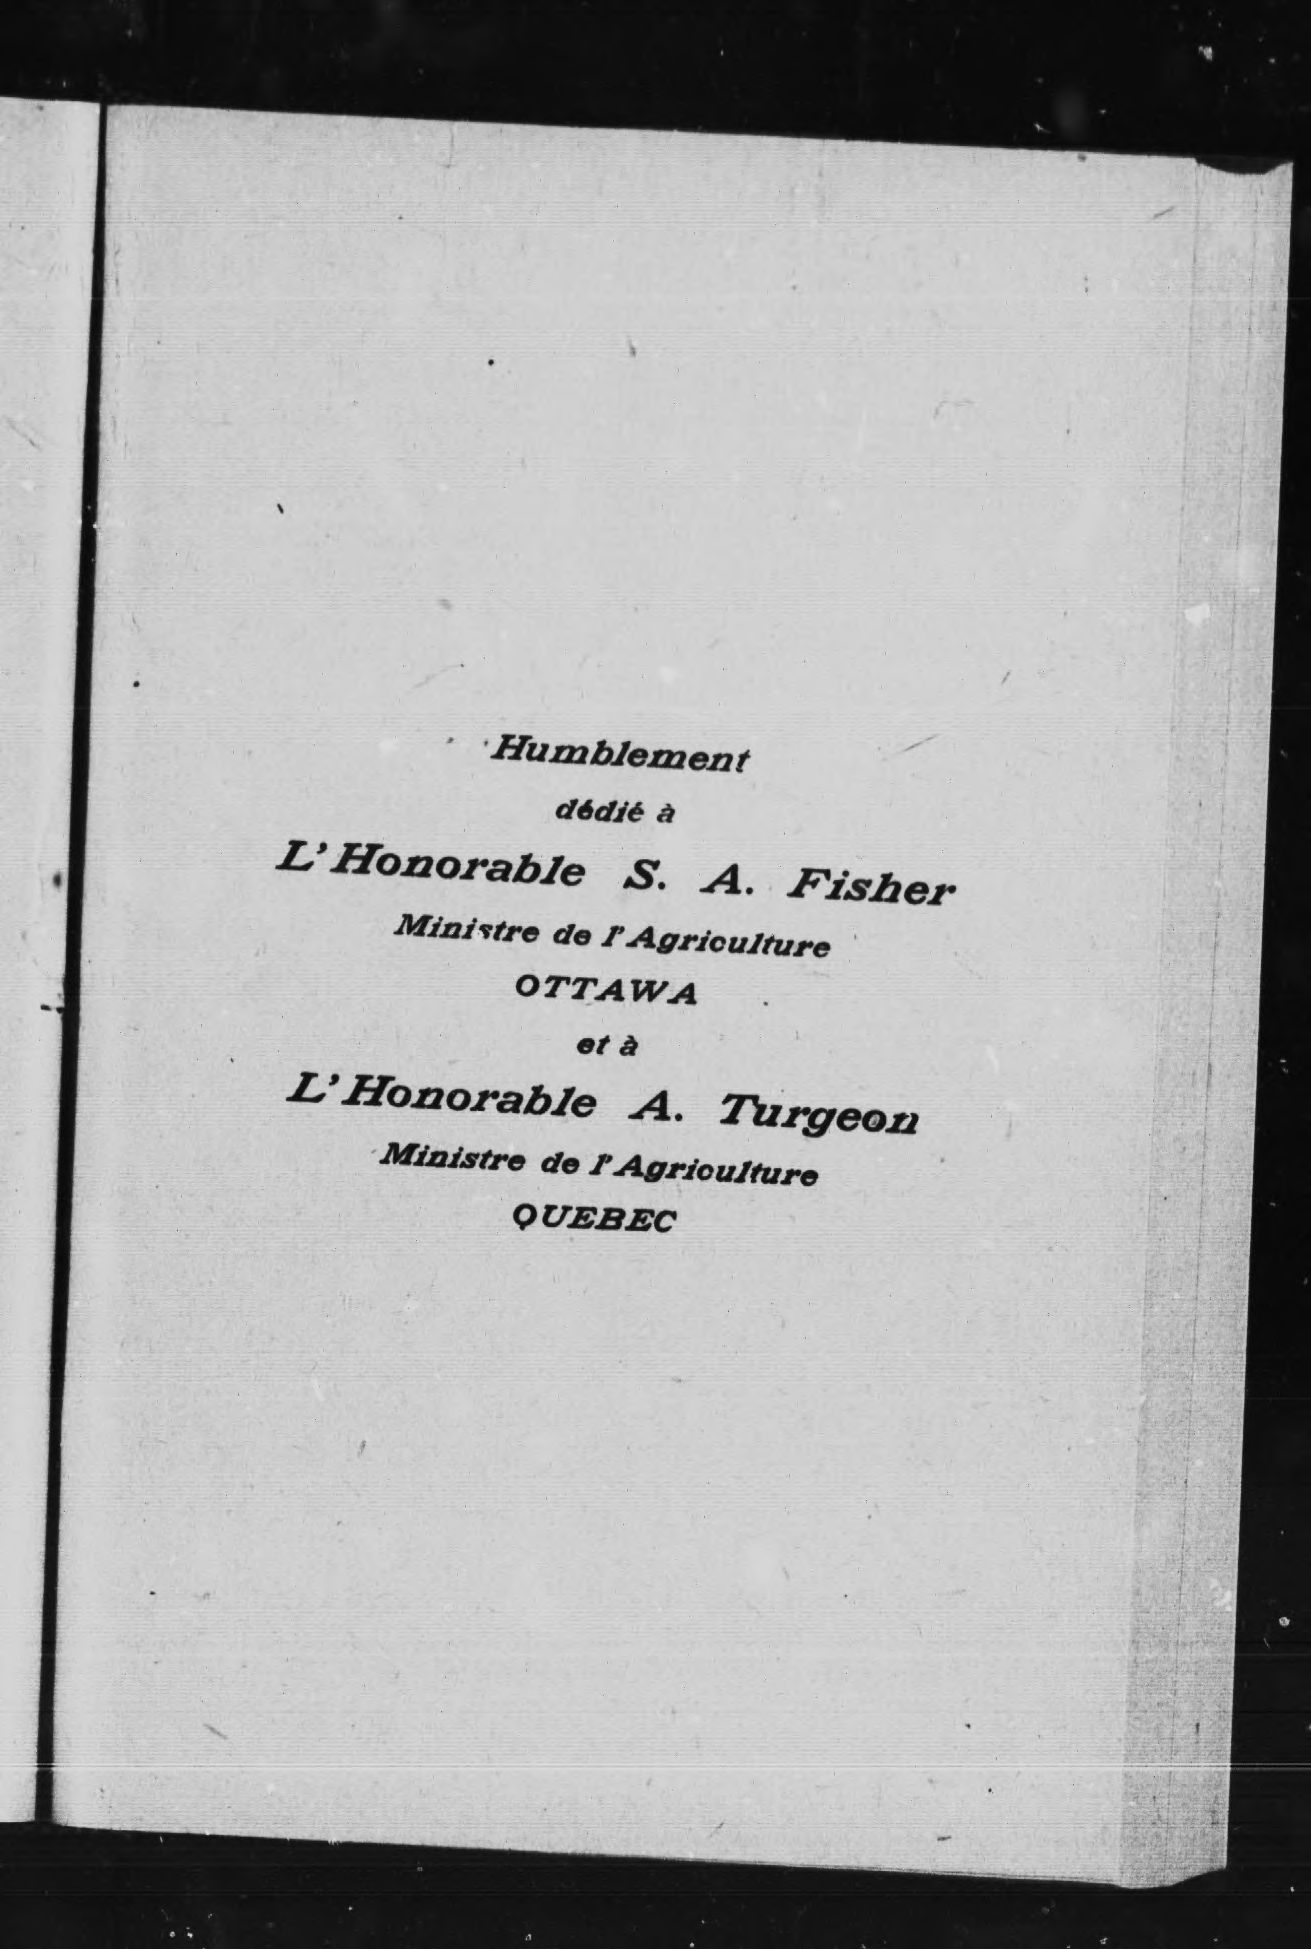 Humblement
dédié à
L'Honorable S. A. Fisher
Ministre de l'Agriculture
OTTAWA
et à
L'Honorable A. Turgeon
Ministre de l'Agriculture
QUEBEC